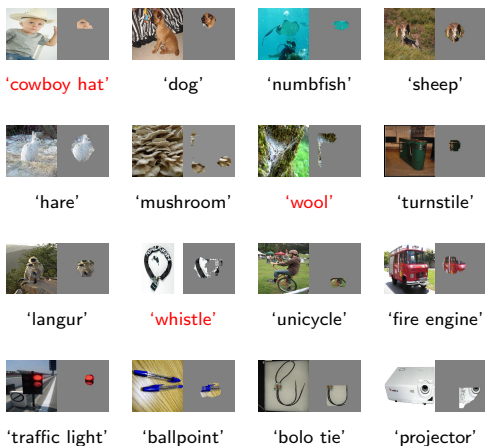 ‘cowboy hat’ ‘dog’ ‘numbfish’ ‘sheep’
‘hare’ ‘mushroom’ ‘wool’ ‘turnstile’
‘langur’ ‘whistle’ ‘unicycle’ ‘fire engine’
‘traffic light’ ‘ballpoint’ ‘bolo tie’ ‘projector’